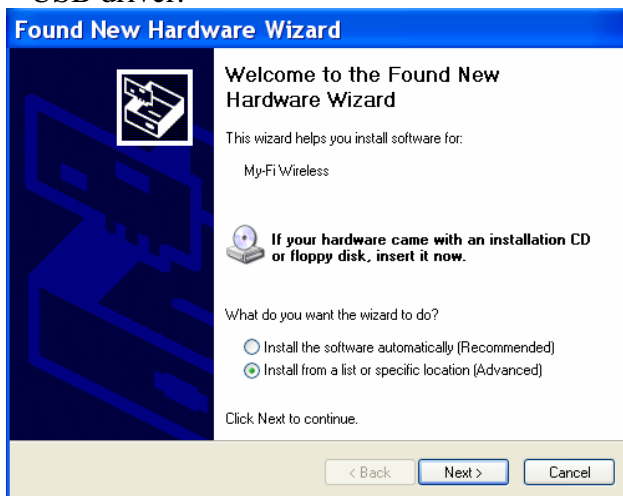 USB driver.
Found New Hardware Wizard
Welcome to the Found New
Hardware Wizard
This wizard helps you install software for:
My-Fi Wireless
If your hardware came with an installation CD
or floppy disk, insert it now.
What do you want the wizard to do?
Install the software automatically (Recommended)
Install from a list or specific location (Advanced)
Click Next to continue.
< Back Next > Cancel